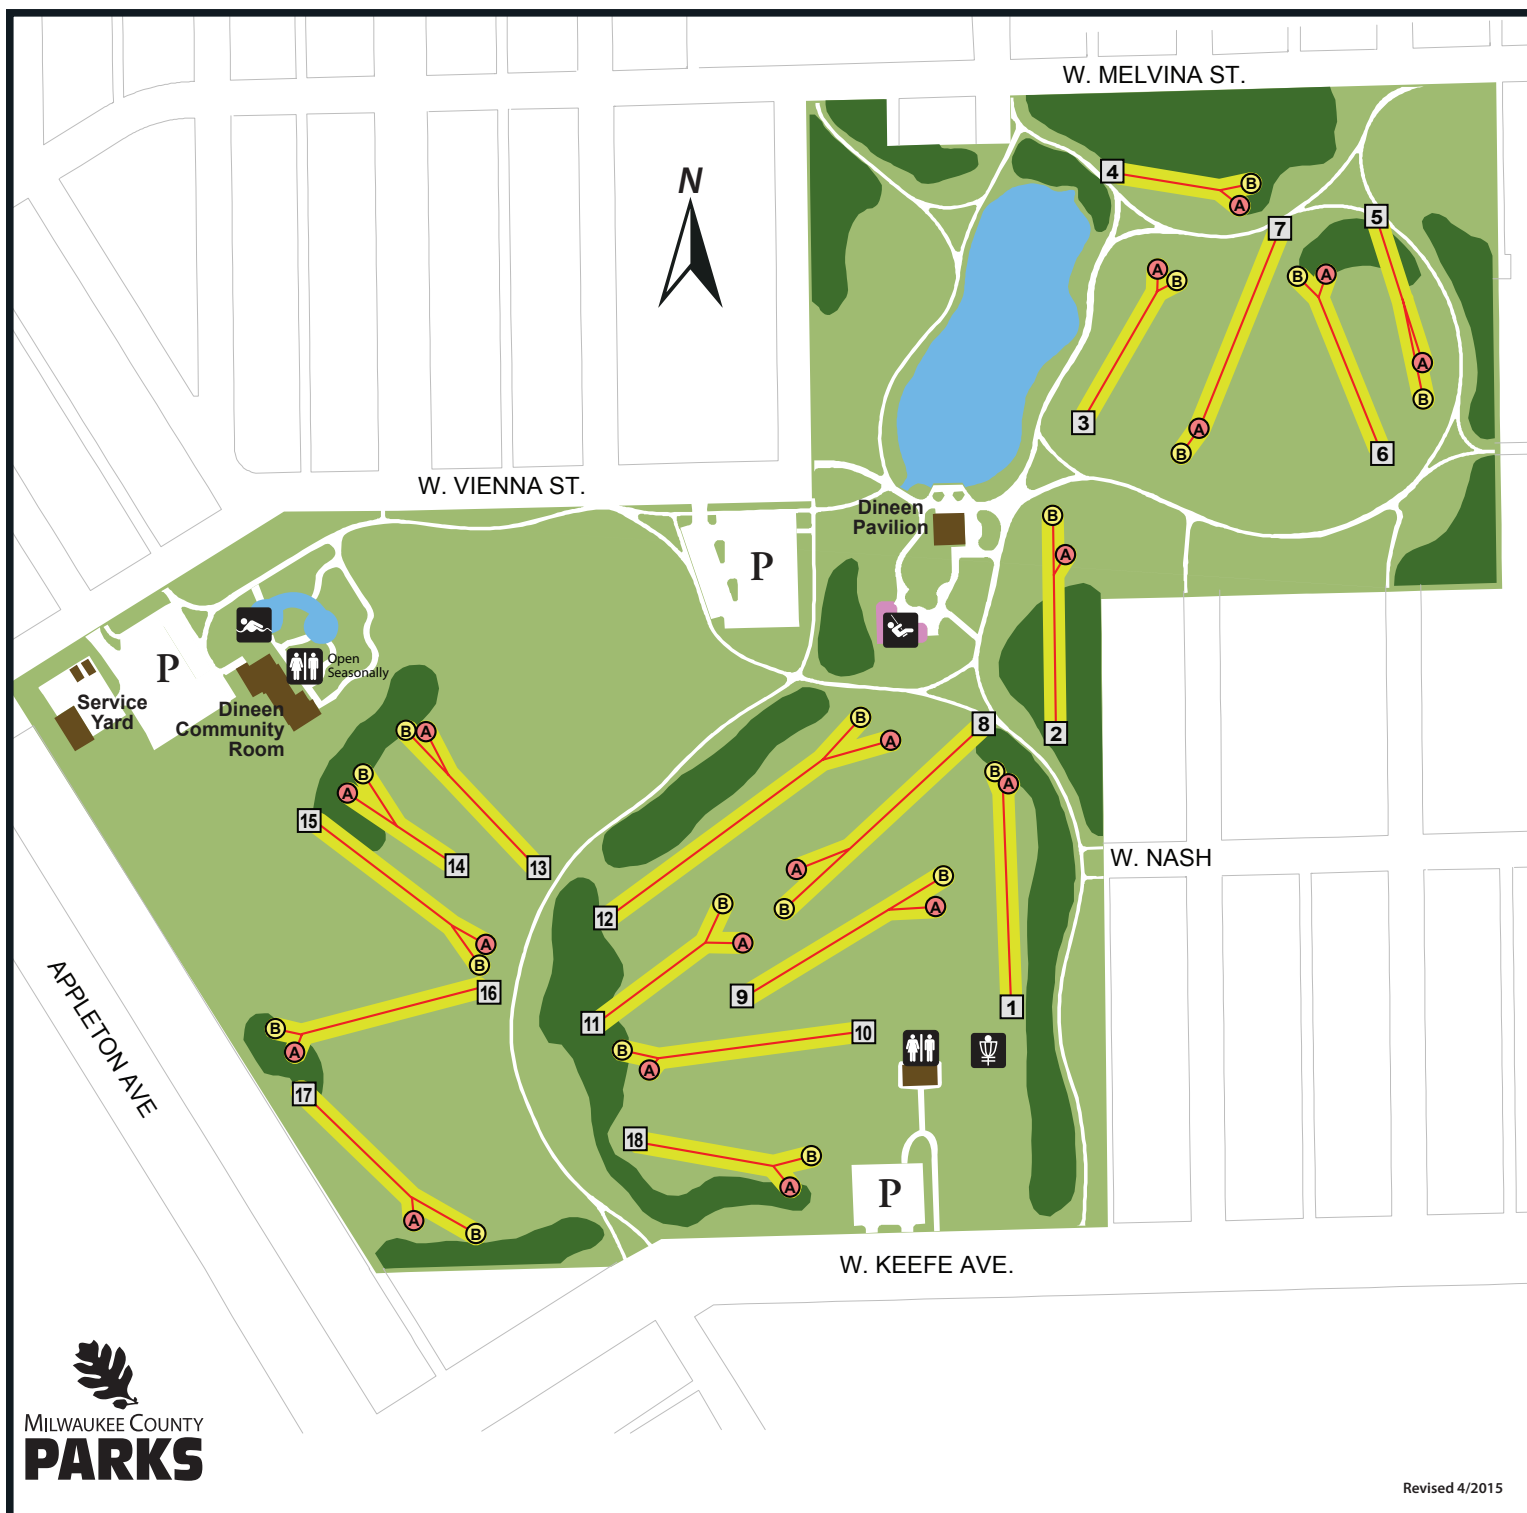 W. MELVINA ST.
N
4
B
A
7
5
A
B
B
A
A
B
3
A
B
6
W. VIENNA ST.
Dineen
Pavilion
B
A
P
P
Open
Seasonally
Service
Yard
Dineen
Community
Room
B
A
B
A
8
2
B
A
B
A
15
14
13
A
B
W. NASH
12
B
A
B
A
B
A
A
B
16
9
1
11
10
B
A
B
A
17
18
B
A
P
A
B
APPLETON AVE
W. KEEFE AVE.
MILWAUKEE COUNTY
PARKS
Revised 4/2015